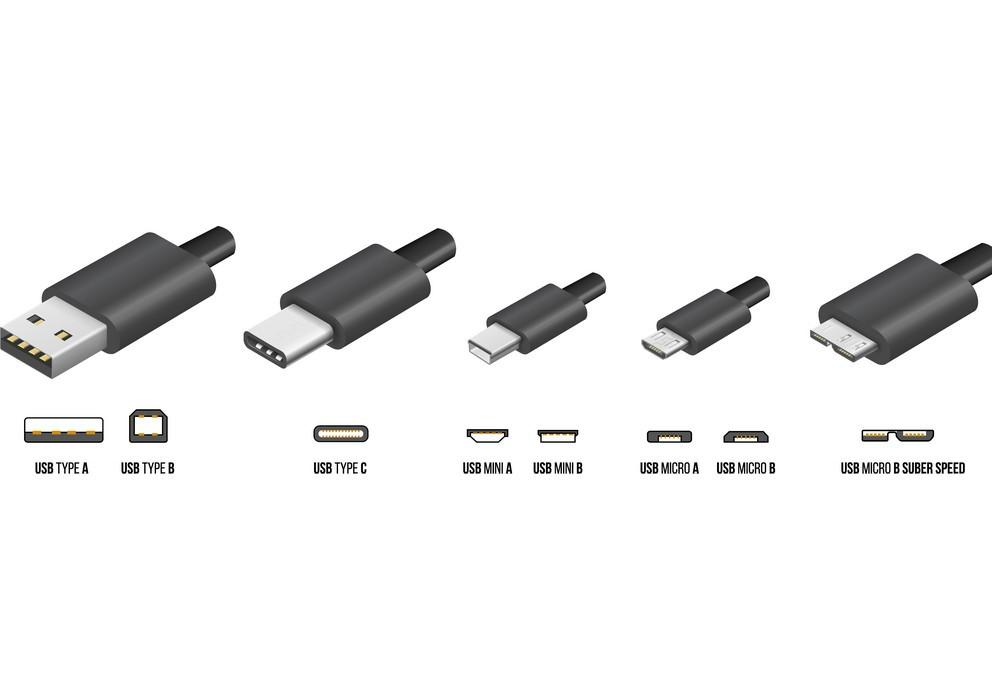 USB TYPE A
USB TYPE B
USB TYPE C
USB MINI A
USB MINI B
USB MICRO A
USB MICRO B
USB MICRO B SUBER SPEED